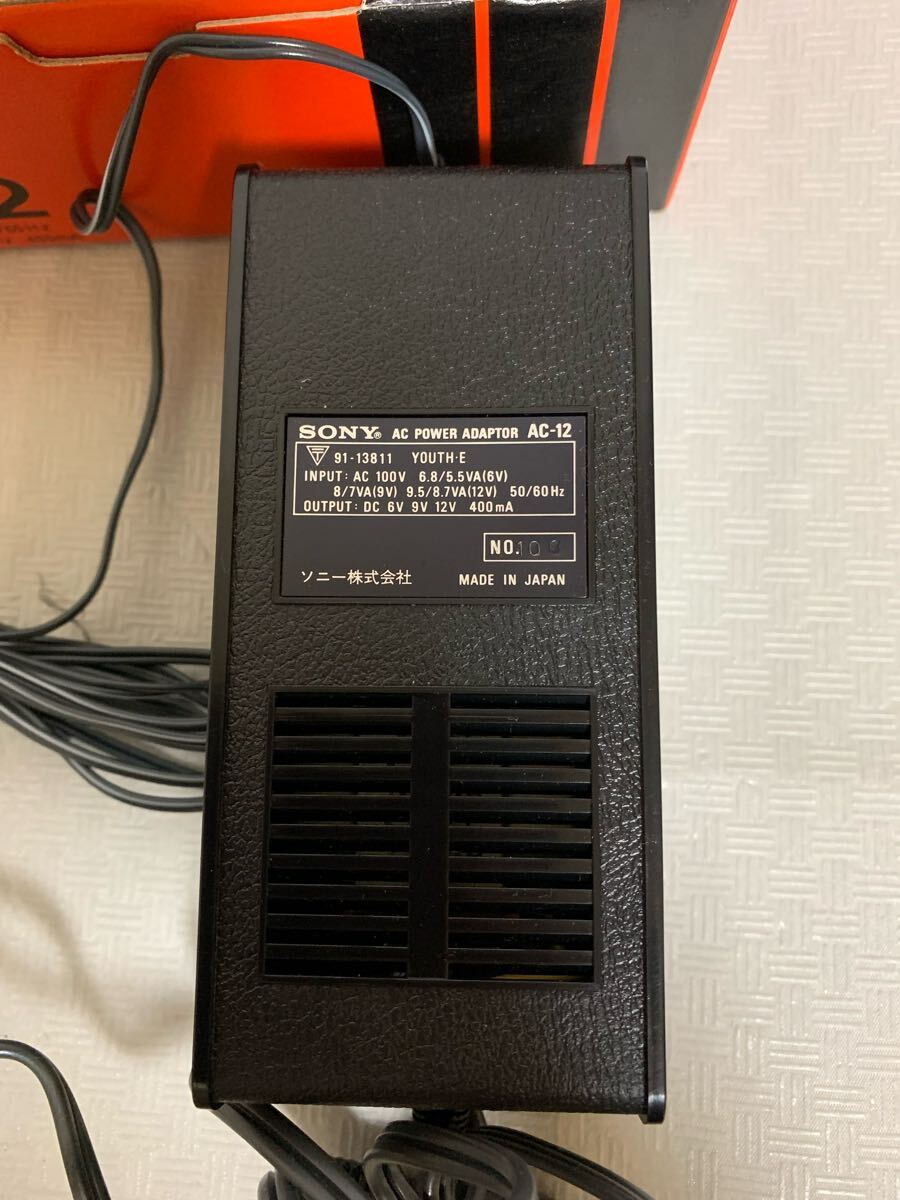 2
SONY® AC POWER ADAPTOR AC-12
91-13811 YOUTH·E
INPUT: AC 100V 6.8/5.5VA(6V)
8/7VA(9V) 9.5/8.7VA(12V) 50/60Hz
OUTPUT: DC 6V 9V 12V 400mA
NO.
ソニー株式会社 MADE IN JAPAN